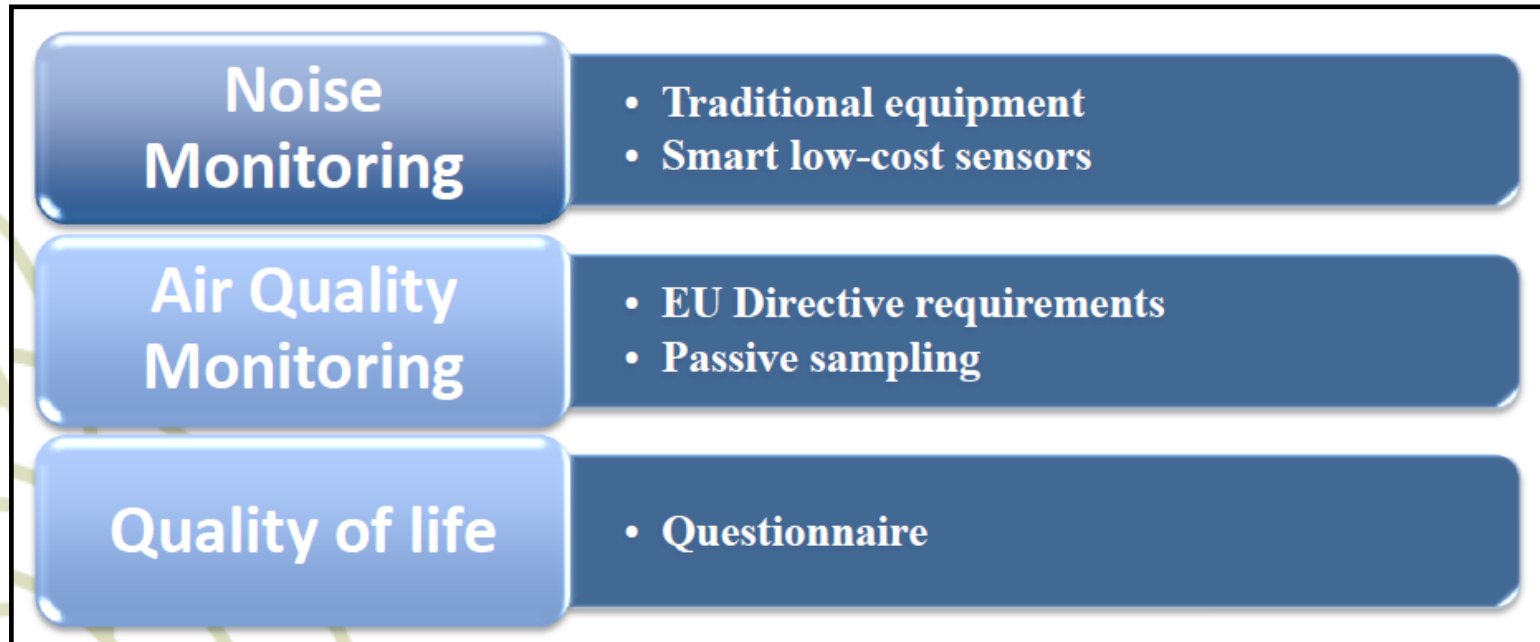 Noise
Monitoring
• Traditional equipment
• Smart low-cost sensors
Air Quality
Monitoring
• EU Directive requirements
• Passive sampling
Quality of life
• Questionnaire